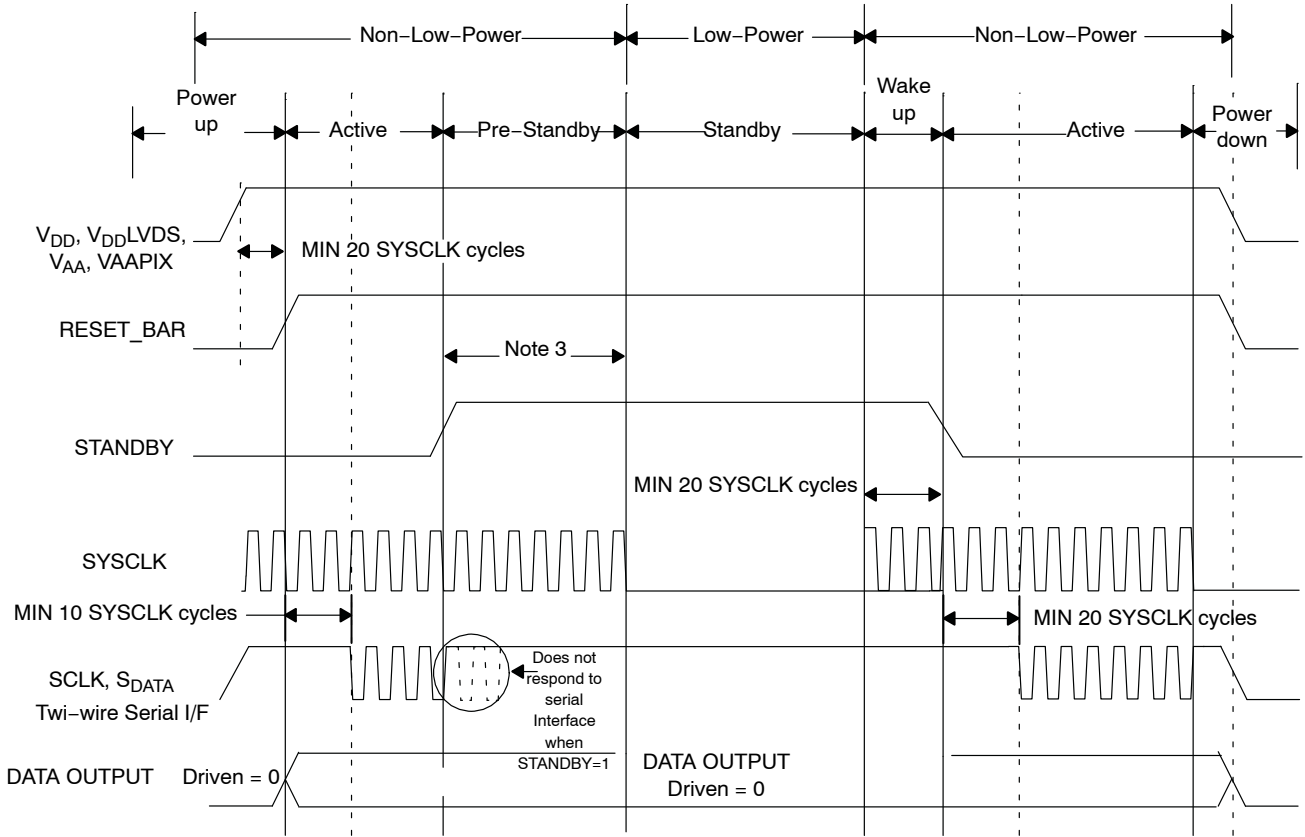 Non−Low−Power
Low−Power
Non−Low−Power
Power
up
Active
Pre−Standby
Standby
Wake
up
Active
Power
down
VDD, VDDLVDS,
VAA, VAAPIX
MIN 20 SYSCLK cycles
RESET_BAR
Note 3
STANDBY
MIN 20 SYSCLK cycles
SYSCLK
MIN 10 SYSCLK cycles
MIN 20 SYSCLK cycles
SCLK, SDATA
Twi−wire Serial I/F
Does not
respond to
serial
Interface
when
STANDBY=1
DATA OUTPUT
Driven = 0
DATA OUTPUT
Driven = 0